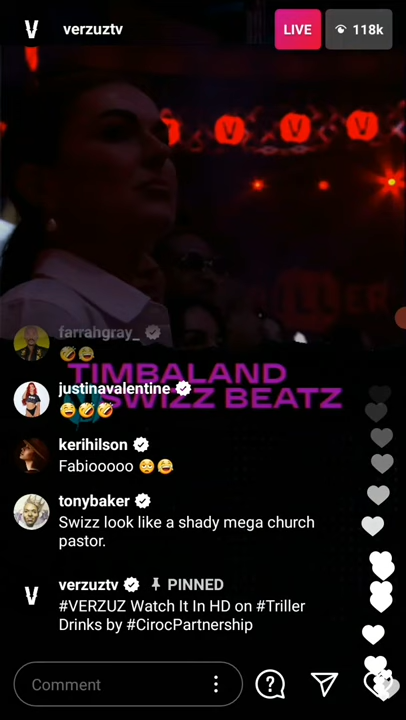 verzuztv
LIVE
118k
V
V
V
farrahgray_
🤣😂
TIMBALAND
SWIZZ BEATZ
justinavalentine
😂🤣🤣
kerihilson
Fabiooooo 😳😂
tonybaker
Swizz look like a shady mega church
pastor.
verzuztv PINNED
#VERZUZ Watch It In HD on #Triller
Drinks by #CirocPartnership
Comment